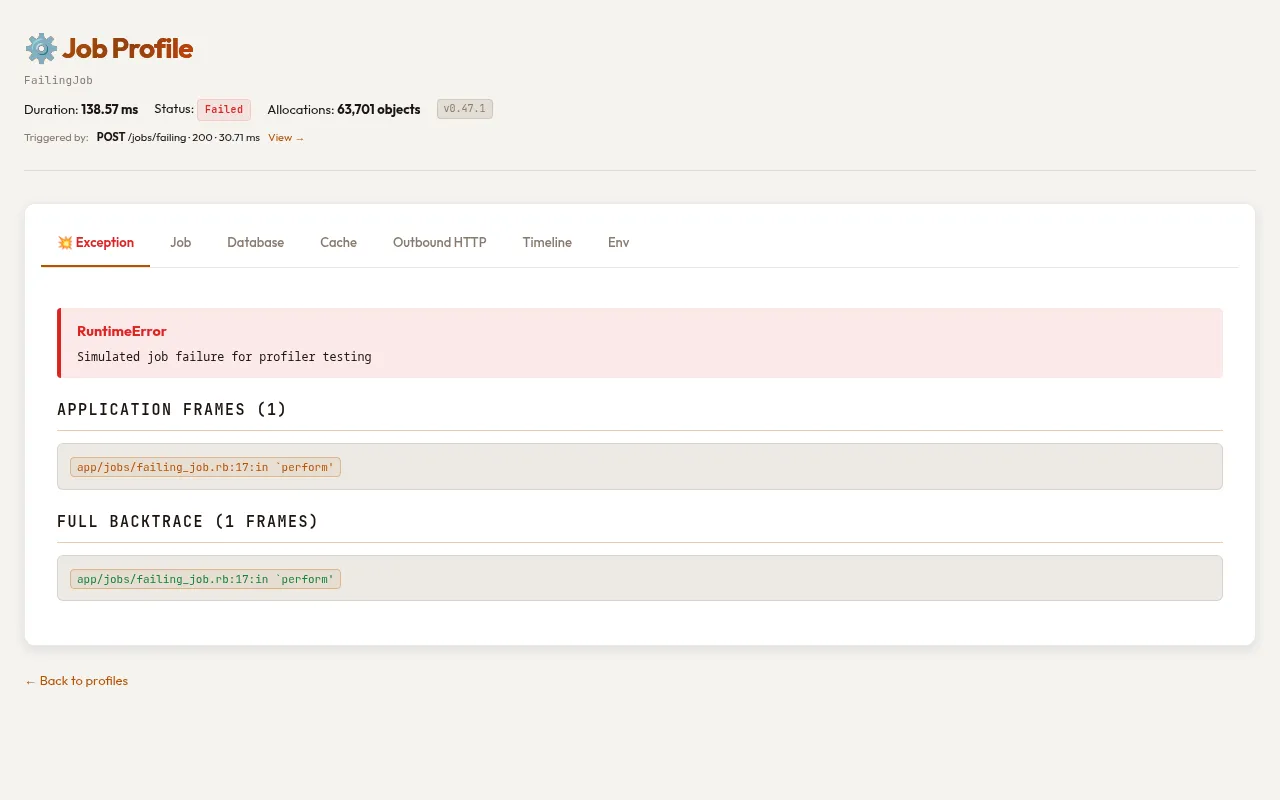 ⚙️ Job Profile
FailingJob
Duration: 138.57 ms Status: Failed Allocations: 63,701 objects v0.47.1
Triggered by: POST /jobs/failing · 200 · 30.71 ms View →
💥 Exception Job Database Cache Outbound HTTP Timeline Env
RuntimeError
Simulated job failure for profiler testing
APPLICATION FRAMES (1)
app/jobs/failing_job.rb:17:in `perform'
FULL BACKTRACE (1 FRAMES)
app/jobs/failing_job.rb:17:in `perform'
← Back to profiles